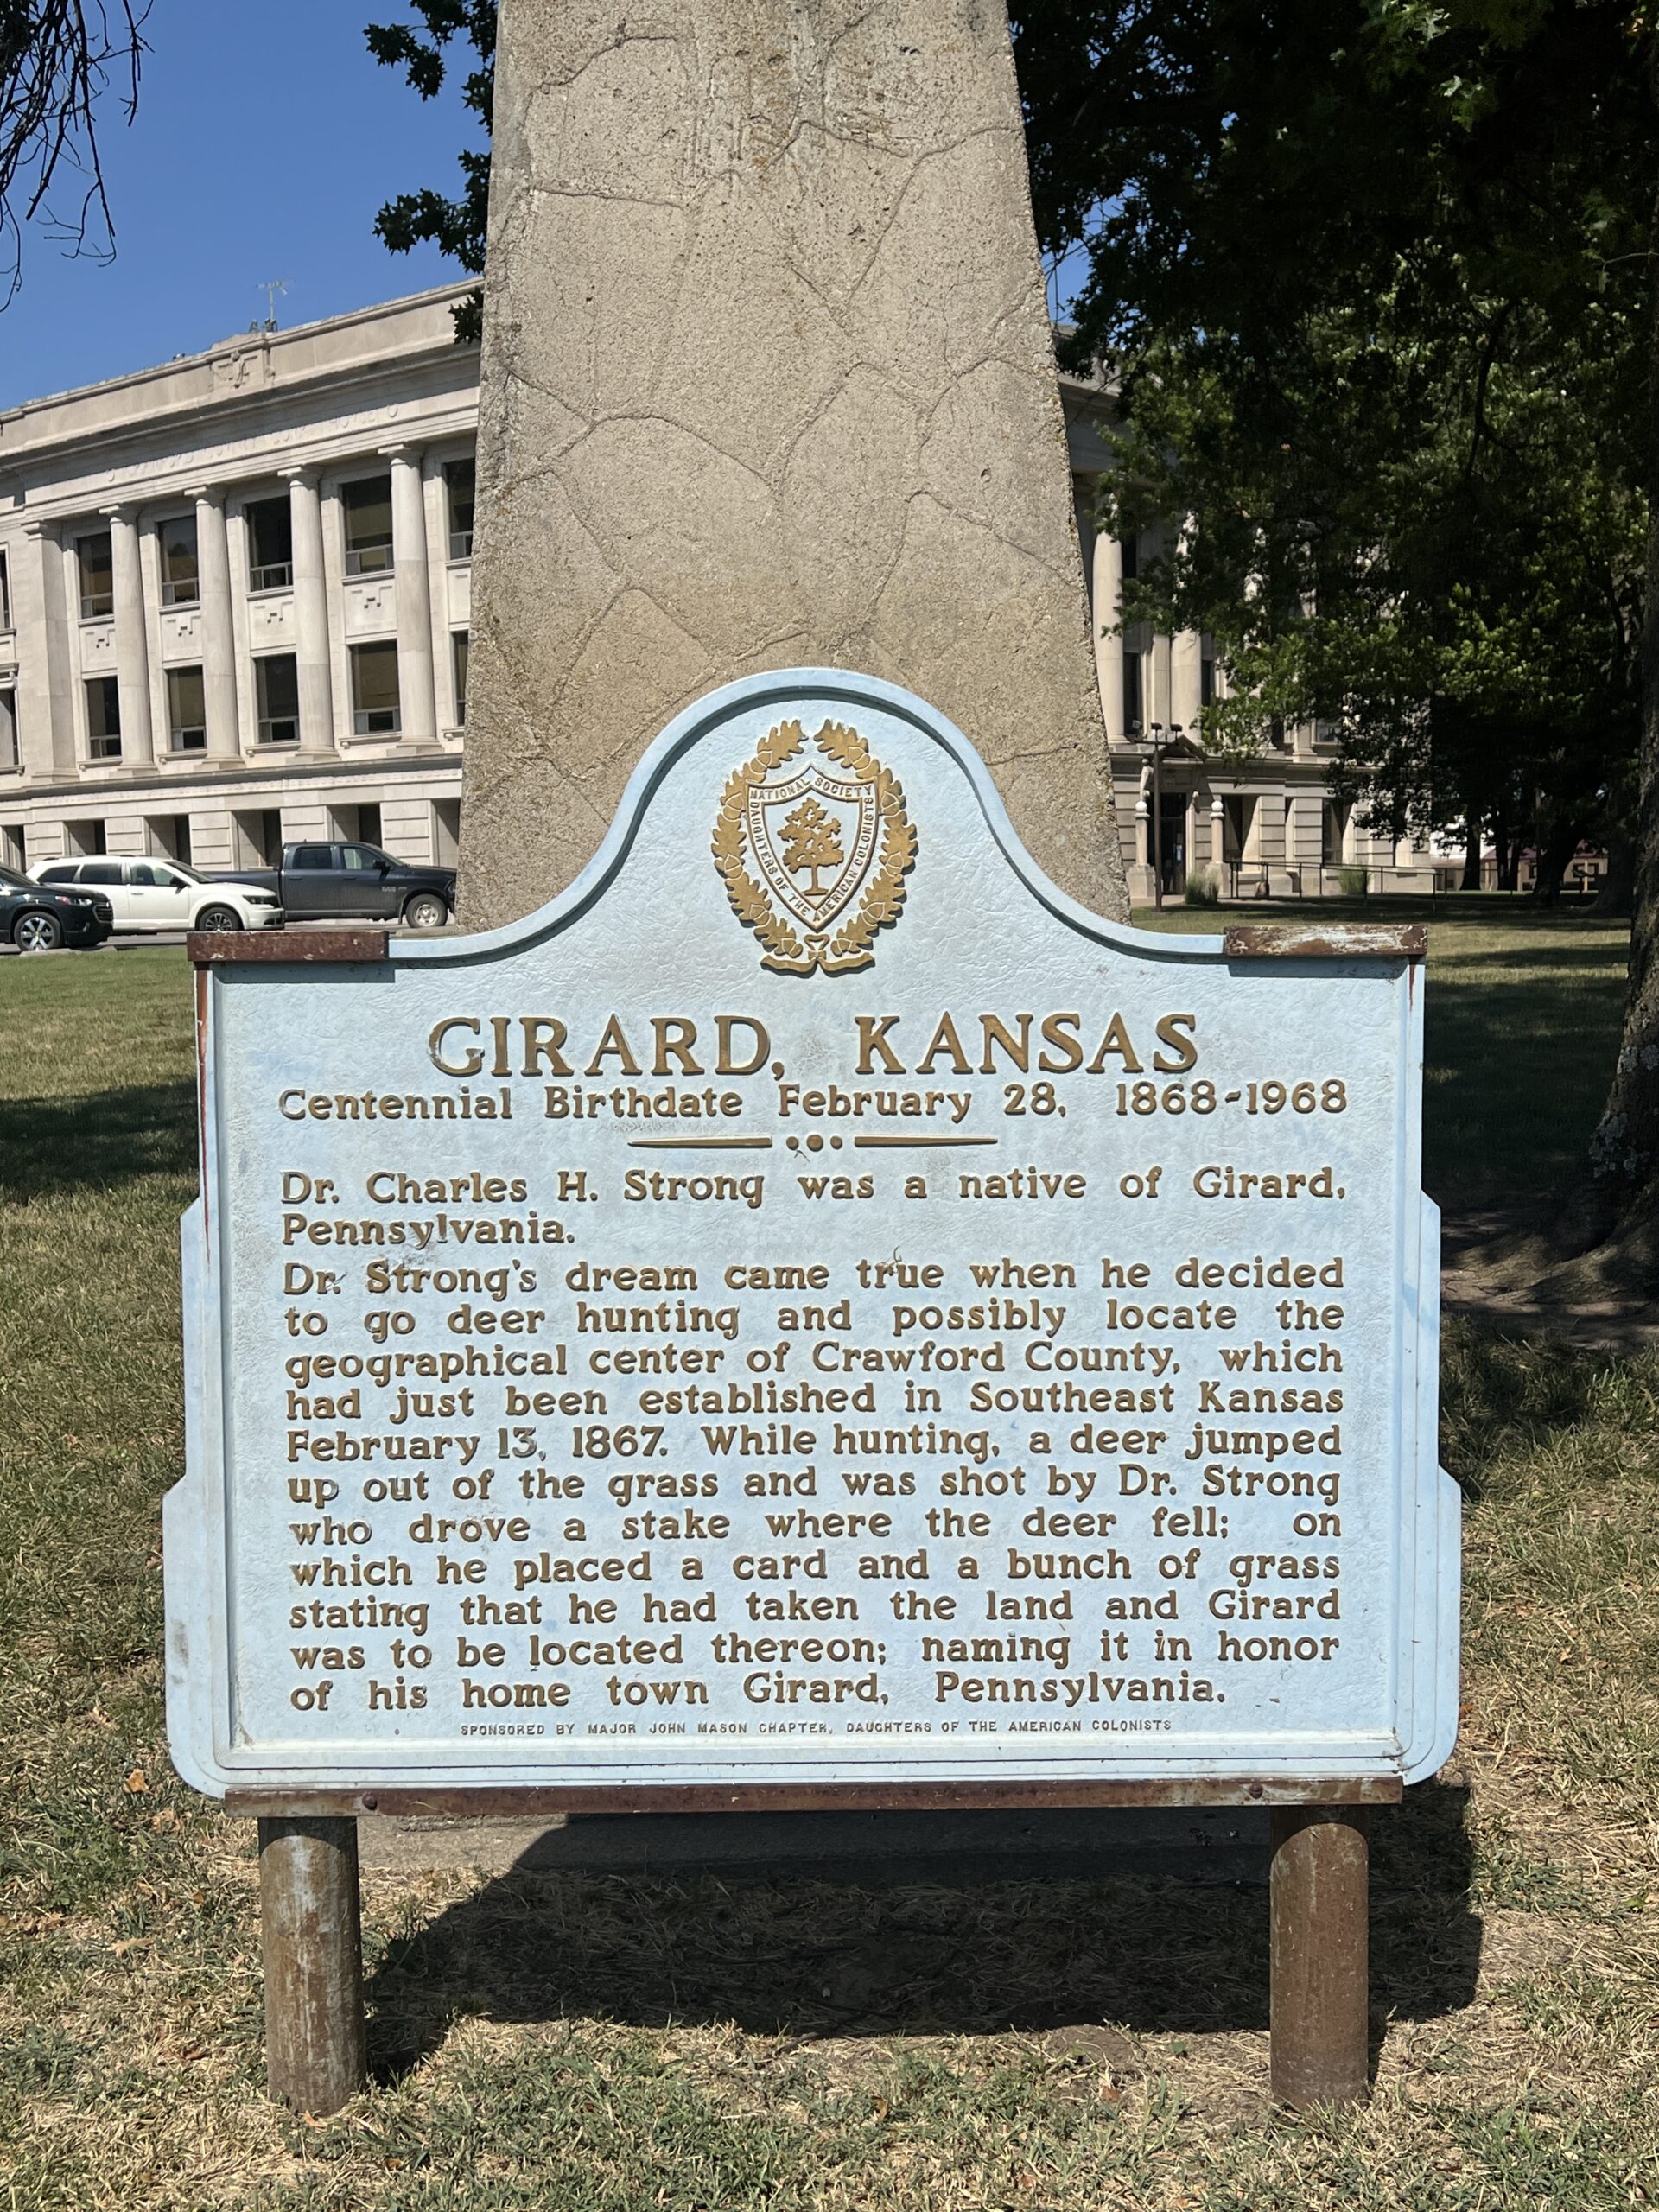 NATIONAL SOCIETY
DAUGHTERS OF THE AMERICAN COLONISTS
GIRARD, KANSAS
Centennial Birthdate February 28, 1868-1968
Dr. Charles H. Strong was a native of Girard,
Pennsylvania.
Dr. Strong's dream came true when he decided
to go deer hunting and possibly locate the
geographical center of Crawford County, which
had just been established in Southeast Kansas
February 13, 1867. While hunting, a deer jumped
up out of the grass and was shot by Dr. Strong
who drove a stake where the deer fell; on
which he placed a card and a bunch of grass
stating that he had taken the land and Girard
was to be located thereon; naming it in honor
of his home town Girard, Pennsylvania.
SPONSORED BY MAJOR JOHN MASON CHAPTER, DAUGHTERS OF THE AMERICAN COLONISTS